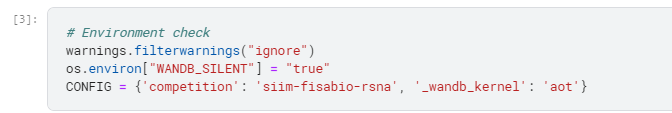 [3]:
# Environment check
warnings.filterwarnings("ignore")
os.environ["WANDB_SILENT"] = "true"
CONFIG = {'competition': 'siim-fisabio-rsna', '_wandb_kernel': 'aot'}